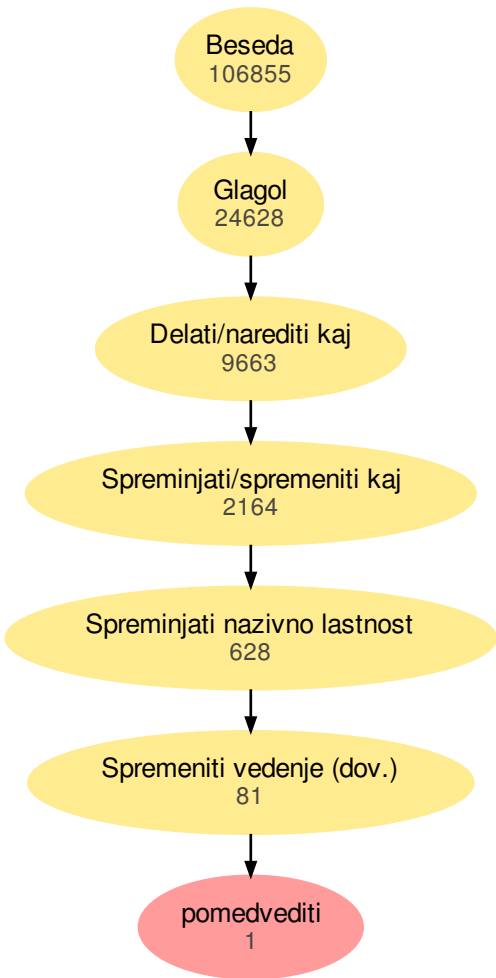 Beseda
106855
Glagol
24628
Delati/narediti kaj
9663
Spreminjati/spremeniti kaj
2164
Spreminjati nazivno lastnost
628
Spremeniti vedenje (dov.)
81
pomedvediti
1